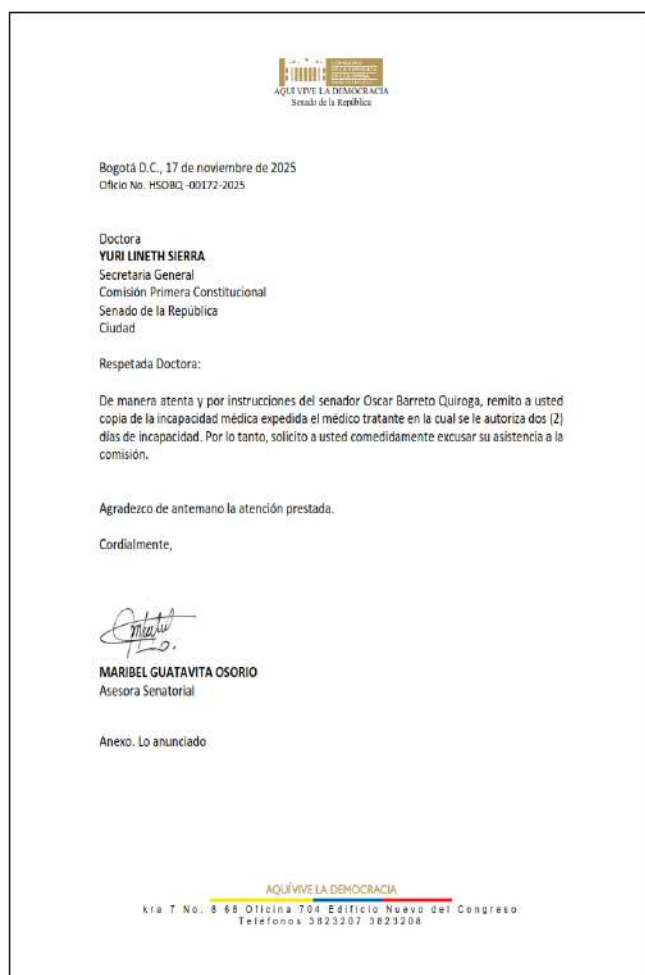 AQUÍ VIVE LA DEMOCRACIA
Senado de la República
Bogotá D.C., 17 de noviembre de 2025
Oficio No. HSOBQ -00172-2025
Doctora
YURI LINETH SIERRA
Secretaria General
Comisión Primera Constitucional
Senado de la República
Ciudad
Respetada Doctora:
De manera atenta y por instrucciones del senador Oscar Barreto Quiroga, remito a usted
copia de la incapacidad médica expedida el médico tratante en la cual se le autoriza dos (2)
días de incapacidad. Por lo tanto, solicito a usted comedidamente excusar su asistencia a la
comisión.
Agradezco de antemano la atención prestada.
Cordialmente,
MARIBEL GUATAVITA OSORIO
Asesora Senatorial
Anexo. Lo anunciado
AQUÍ VIVE LA DEMOCRACIA
kra 7 No. 8 68 Oficina 704 Edificio Nuevo del Congreso
Teléfonos 3823207 3823208